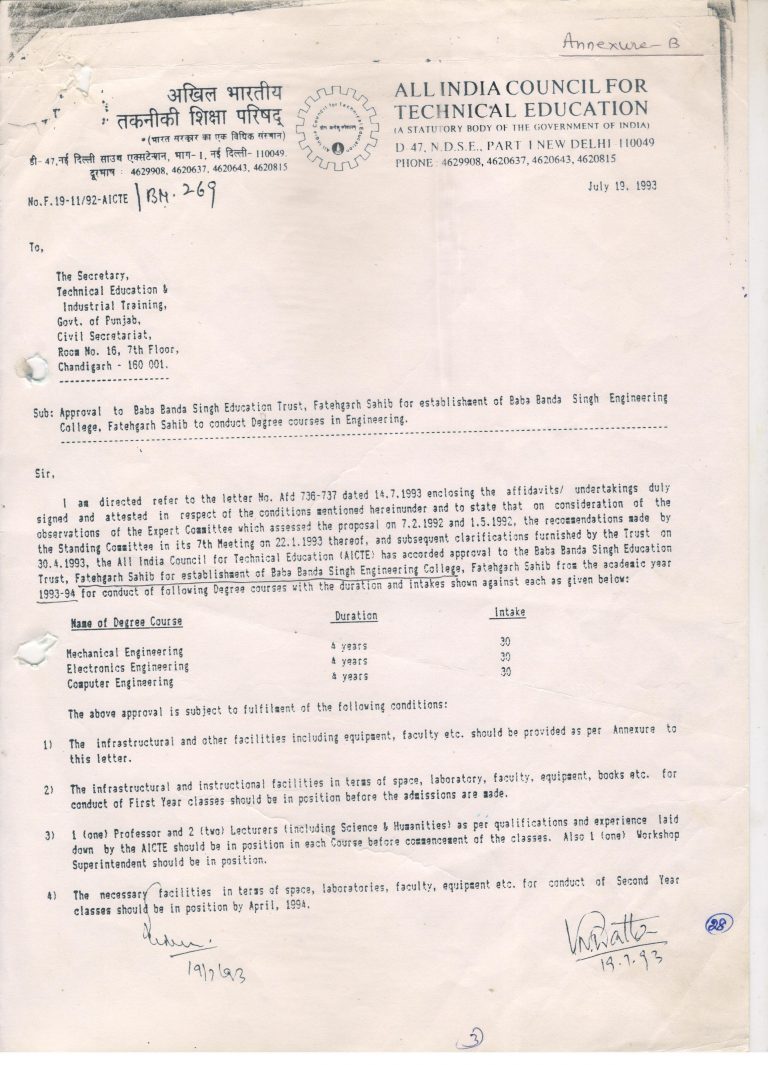 Annexure - B
अखिल भारतीय
तकनीकी शिक्षा परिषद्
(भारत सरकार का एक विधिक संस्थान)
डी- 47, नई दिल्ली साउथ एक्सटेन्शन, भाग-I, नई दिल्ली- 110049.
दूरभाष : 4629908, 4620637, 4620643, 4620815
ALL INDIA COUNCIL FOR
TECHNICAL EDUCATION
(A STATUTORY BODY OF THE GOVERNMENT OF INDIA)
D-47, N.D.S.E., PART I NEW DELHI 110049
PHONE : 4629908, 4620637, 4620643, 4620815
No.F.19-11/92-AICTE /BM. 269
July 19, 1993
To,
The Secretary,
Technical Education &
Industrial Training,
Govt. of Punjab,
Civil Secretariat,
Room No. 16, 7th Floor,
Chandigarh - 160 001.
Sub: Approval to Baba Banda Singh Education Trust, Fatehgarh Sahib for establishment of Baba Banda Singh Engineering
College, Fatehgarh Sahib to conduct Degree courses in Engineering.
Sir,
I am directed refer to the letter No. Afd 736-737 dated 14.7.1993 enclosing the affidavits/ undertakings duly
signed and attested in respect of the conditions mentioned hereinunder and to state that on consideration of the
observations of the Expert Committee which assessed the proposal on 7.2.1992 and 1.5.1992, the recommendations made by
the Standing Committee in its 7th Meeting on 22.1.1993 thereof, and subsequent clarifications furnished by the Trust on
30.4.1993, the All India Council for Technical Education (AICTE) has accorded approval to the Baba Banda Singh Education
Trust, Fatehgarh Sahib for establishment of Baba Banda Singh Engineering College, Fatehgarh Sahib from the academic year
1993-94 for conduct of following Degree courses with the duration and intakes shown against each as given below:
Name of Degree Course Duration Intake
Mechanical Engineering 4 years 30
Electronics Engineering 4 years 30
Computer Engineering 4 years 30
The above approval is subject to fulfilment of the following conditions:
1) The infrastructural and other facilities including equipment, faculty etc. should be provided as per Annexure to
this letter.
2) The infrastructural and instructional facilities in terms of space, laboratory, faculty, equipment, books etc. for
conduct of First Year classes should be in position before the admissions are made.
3) 1 (one) Professor and 2 (two) Lecturers (including Science & Humanities) as per qualifications and experience laid
down by the AICTE should be in position in each Course before commencement of the classes. Also 1 (one) Workshop
Superintendent should be in position.
4) The necessary facilities in terms of space, laboratories, faculty, equipment etc. for conduct of Second Year
classes should be in position by April, 1994.
19/7/93
19.7.93
28
3